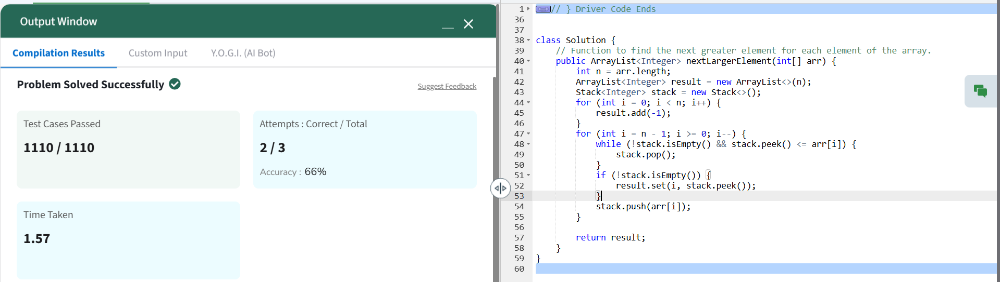 Output Window
Compilation Results Custom Input Y.O.G.I. (AI Bot)
Problem Solved Successfully
Suggest Feedback
Test Cases Passed
1110 / 1110
Attempts : Correct / Total
2 / 3
Accuracy : 66%
Time Taken
1.57
1 // } Driver Code Ends
36
37
38 class Solution {
39     // Function to find the next greater element for each element of the array.
40     public ArrayList<Integer> nextLargerElement(int[] arr) {
41         int n = arr.length;
42         ArrayList<Integer> result = new ArrayList<>(n);
43         Stack<Integer> stack = new Stack<>();
44         for (int i = 0; i < n; i++) {
45             result.add(-1);
46         }
47         for (int i = n - 1; i >= 0; i--) {
48             while (!stack.isEmpty() && stack.peek() <= arr[i]) {
49                 stack.pop();
50             }
51             if (!stack.isEmpty()) {
52                 result.set(i, stack.peek());
53             }
54             stack.push(arr[i]);
55         }
56
57         return result;
58     }
59 }
60